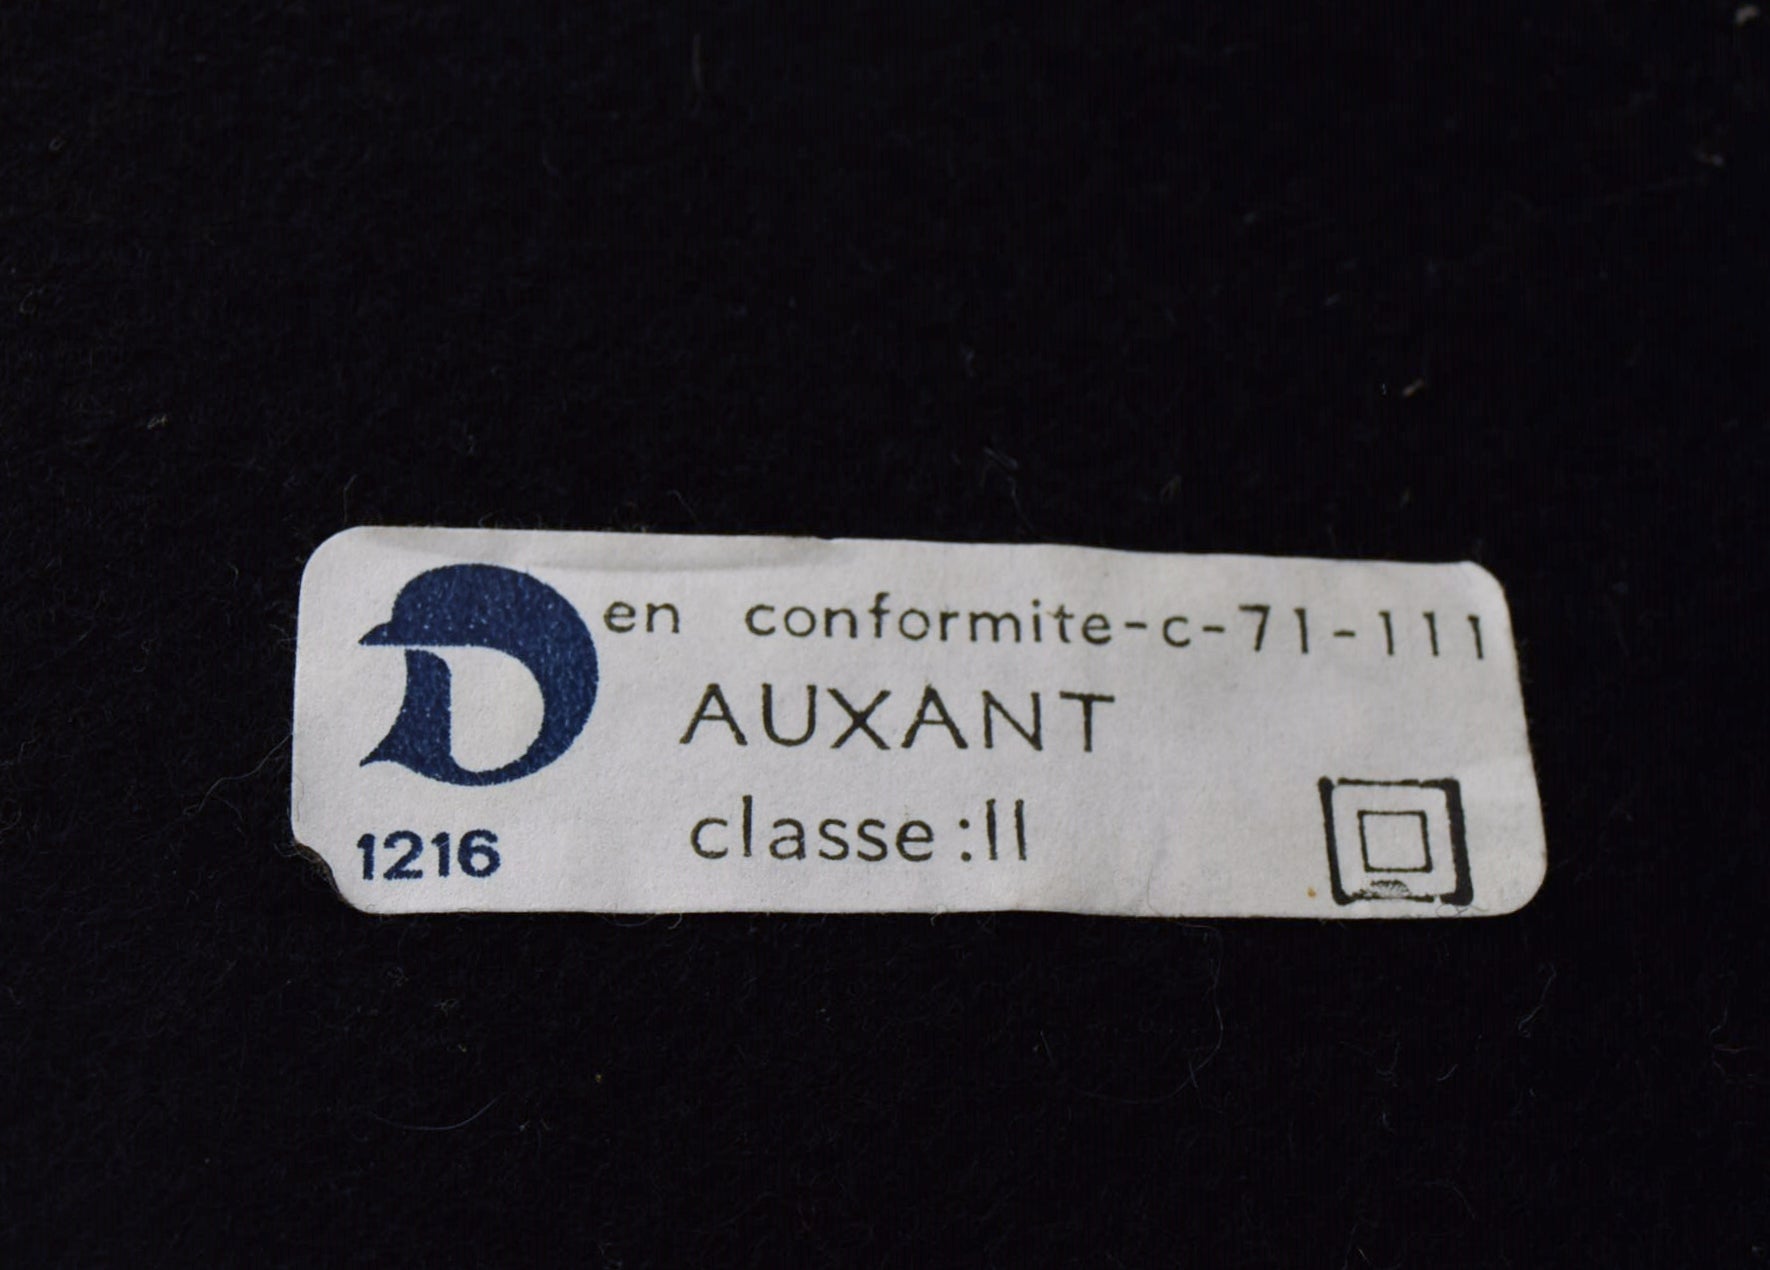 D en conformite-c-71-111
AUXANT
classe:II
1216